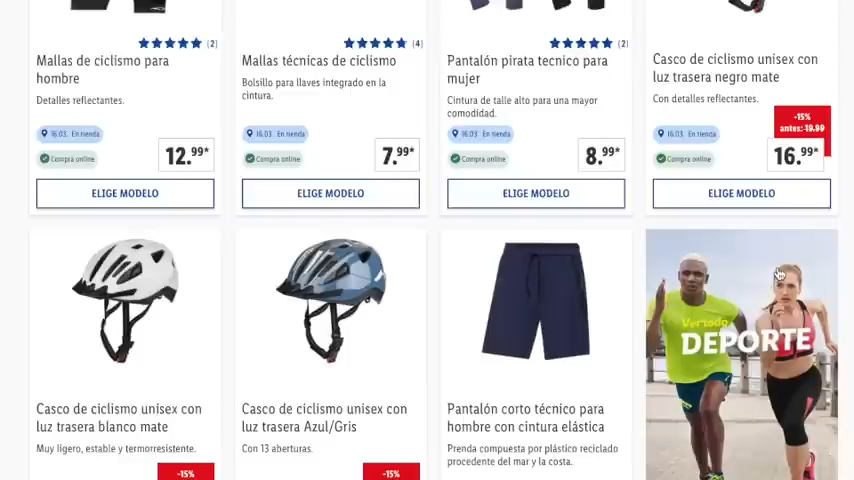 (2)
Mallas de ciclismo para
hombre
Detalles reflectantes.
16.03. En tienda
Compra online
12.99*
ELIGE MODELO
(4)
Mallas técnicas de ciclismo
Bolsillo para llaves integrado en la
cintura.
16.03. En tienda
Compra online
7.99*
ELIGE MODELO
(2)
Pantalón pirata tecnico para
mujer
Cintura de talle alto para una mayor
comodidad.
16.03. En tienda
Compra online
8.99*
ELIGE MODELO
Casco de ciclismo unisex con
luz trasera negro mate
Con detalles reflectantes.
16.03. En tienda
Compra online
-15%
antes: 19.99
16.99*
ELIGE MODELO
Casco de ciclismo unisex con
luz trasera blanco mate
Muy ligero, estable y termorresistente.
-15%
Casco de ciclismo unisex con
luz trasera Azul/Gris
Con 13 aberturas.
-15%
Pantalón corto técnico para
hombre con cintura elástica
Prenda compuesta por plástico reciclado
procedente del mar y la costa.
Ver todo
DEPORTE